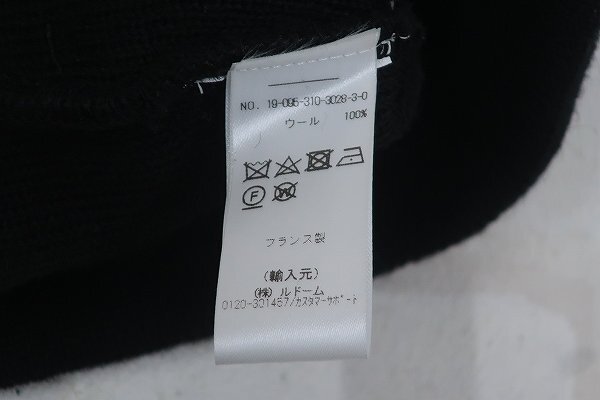 NO. 19-095-310-3028-3-0
ウール 100%
F W
フランス製
(輸入元)
(株)ルドーム
0120-301457/カスタマーサポート